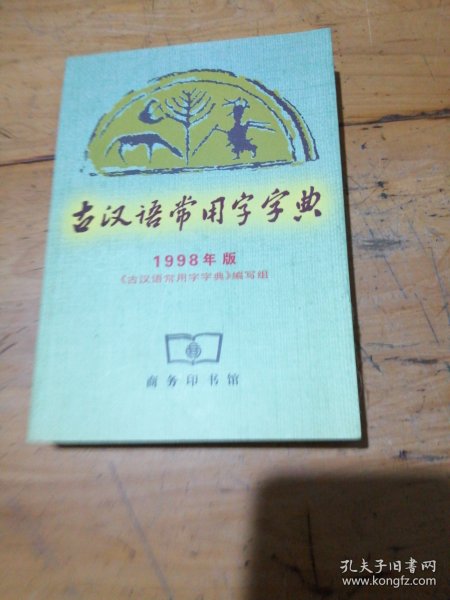 古汉语常用字字典
1998年版
《古汉语常用字字典》编写组
商务印书馆
孔夫子旧书网
www.kongfz.com